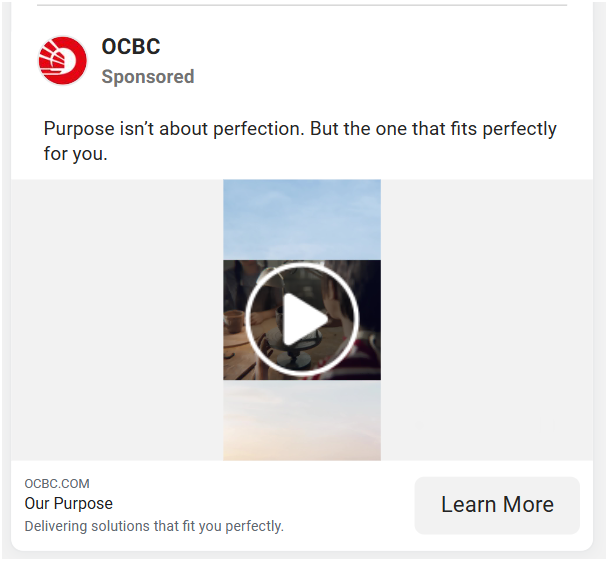 OCBC
Sponsored
Purpose isn’t about perfection. But the one that fits perfectly
for you.
OCBC.COM
Our Purpose
Delivering solutions that fit you perfectly.
Learn More